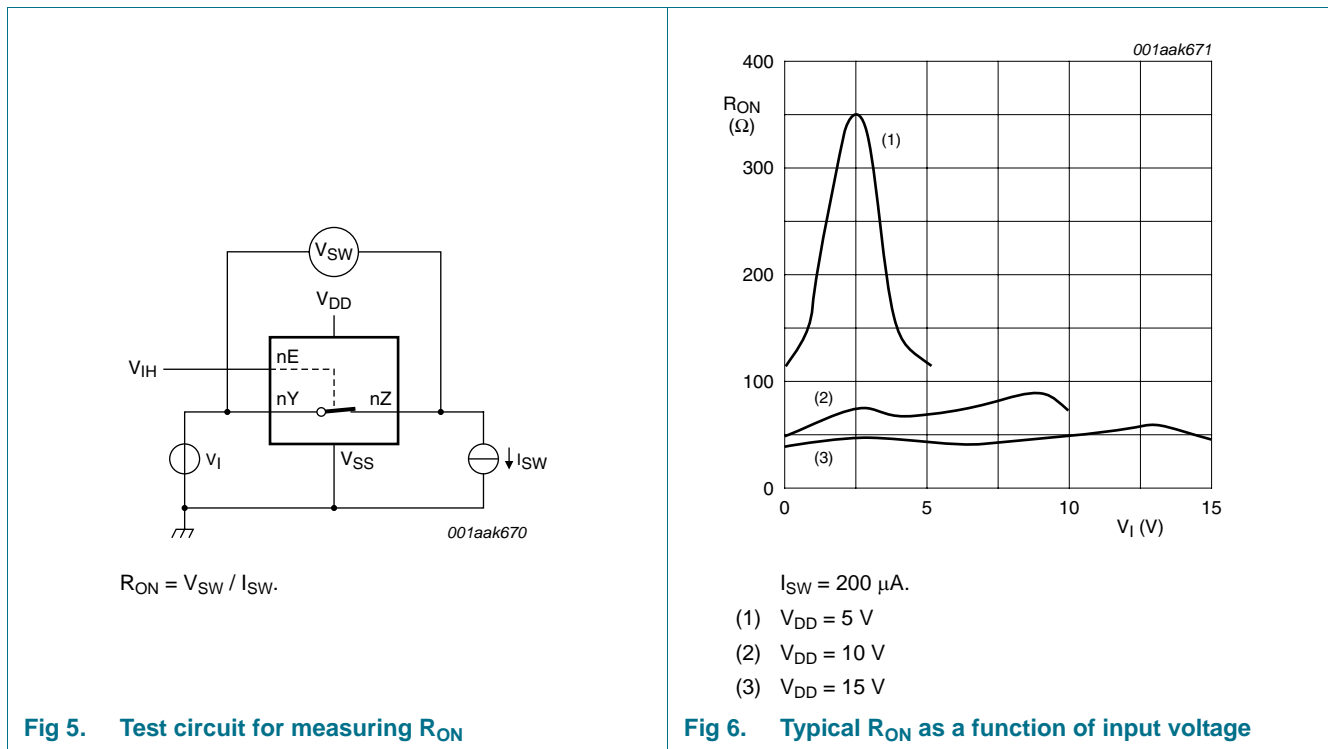 V_SW
V_DD
V_IH
nE
nY
nZ
V_I
V_SS
I_SW
001aak670
R_ON = V_SW / I_SW.
Fig 5. Test circuit for measuring R_ON
001aak671
400
R_ON
(Ω)
(1)
300
200
100
(2)
(3)
0
0
5
10
15
V_I (V)
I_SW = 200 μA.
(1) V_DD = 5 V
(2) V_DD = 10 V
(3) V_DD = 15 V
Fig 6. Typical R_ON as a function of input voltage